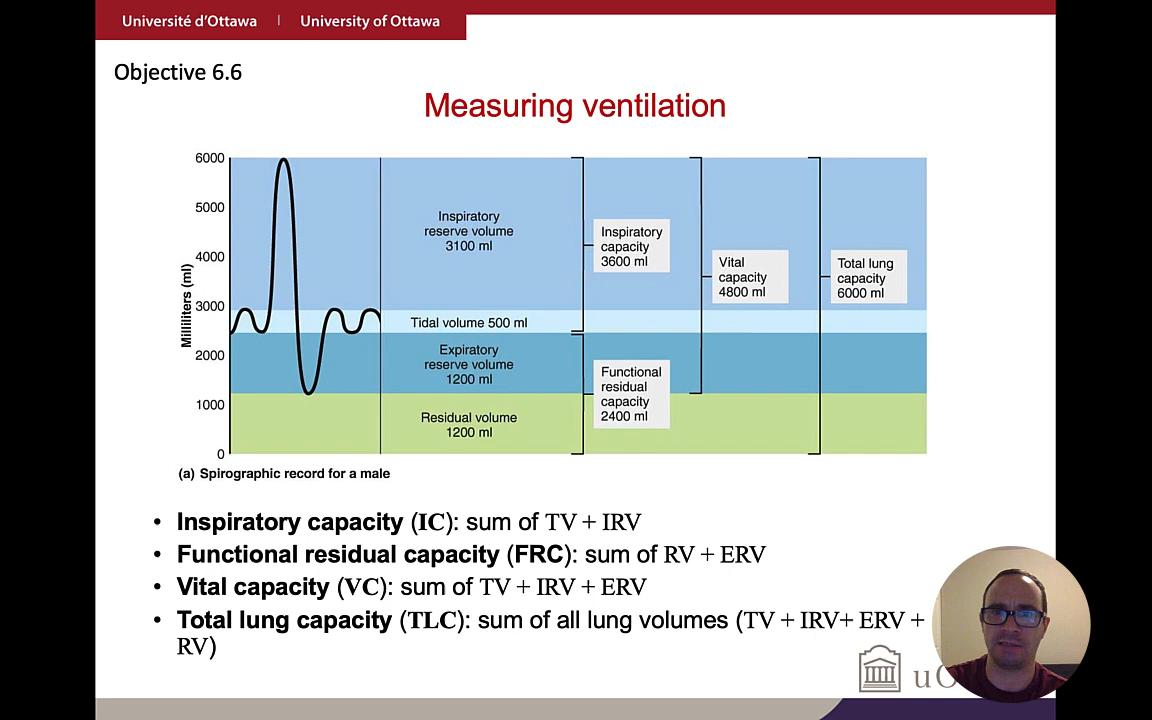 Université d'Ottawa | University of Ottawa
Objective 6.6
Measuring ventilation
6000
5000
4000
3000
2000
1000
0
Milliliters (ml)
Inspiratory
reserve volume
3100 ml
Tidal volume 500 ml
Expiratory
reserve volume
1200 ml
Residual volume
1200 ml
Inspiratory
capacity
3600 ml
Functional
residual
capacity
2400 ml
Vital
capacity
4800 ml
Total lung
capacity
6000 ml
(a) Spirographic record for a male
• Inspiratory capacity (IC): sum of TV + IRV
• Functional residual capacity (FRC): sum of RV + ERV
• Vital capacity (VC): sum of TV + IRV + ERV
• Total lung capacity (TLC): sum of all lung volumes (TV + IRV+ ERV +
RV)